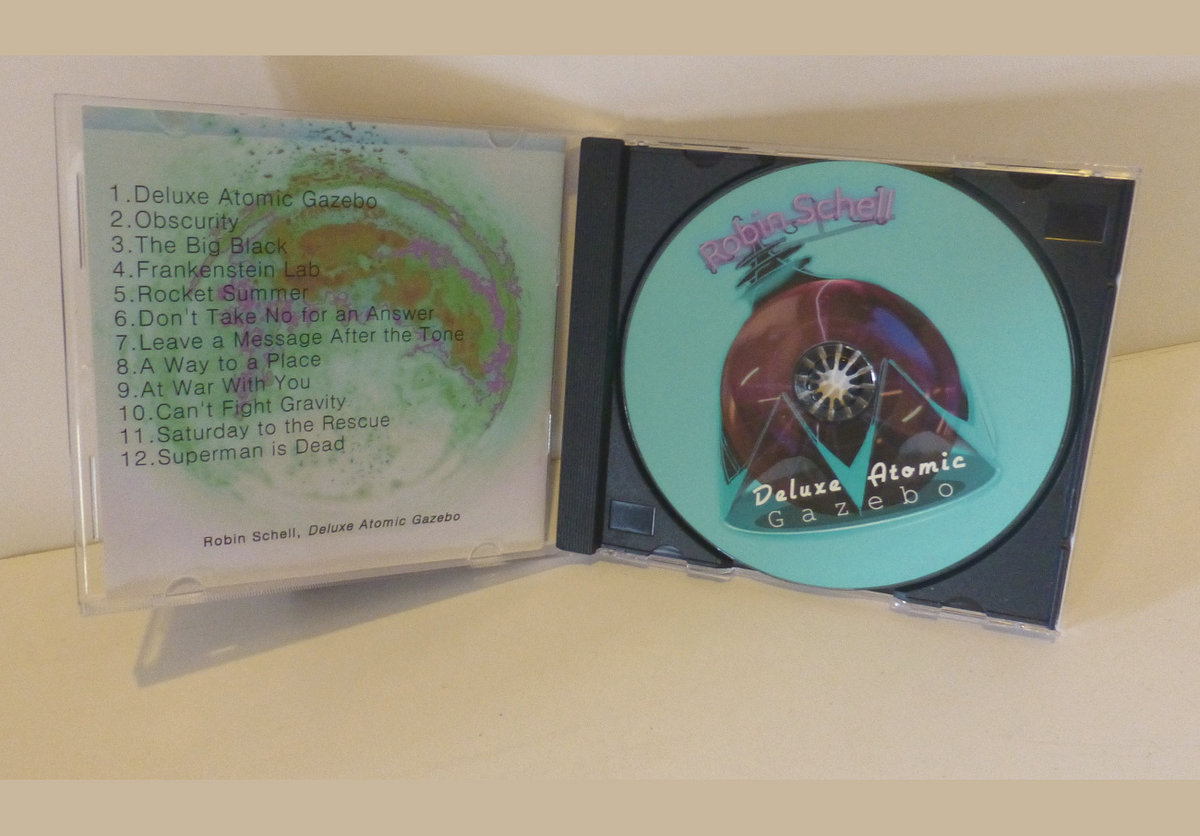 1.Deluxe Atomic Gazebo
2.Obscurity
3.The Big Black
4.Frankenstein Lab
5.Rocket Summer
6.Don't Take No for an Answer
7.Leave a Message After the Tone
8.A Way to a Place
9.At War With You
10.Can't Fight Gravity
11.Saturday to the Rescue
12.Superman is Dead
Robin Schell, Deluxe Atomic Gazebo
Robin Schell
Deluxe Atomic
Gazebo